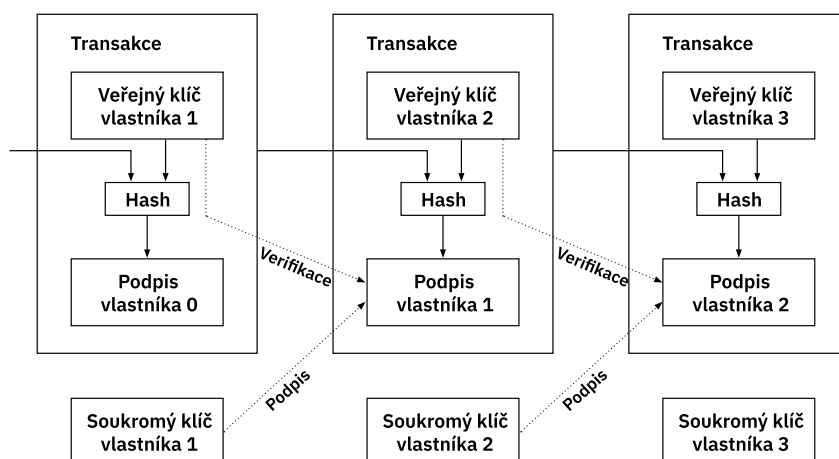 Transakce
Veřejný klíč
vlastníka 1
Hash
Podpis
vlastníka 0
Transakce
Veřejný klíč
vlastníka 2
Hash
Verifikace
Podpis
vlastníka 1
Transakce
Veřejný klíč
vlastníka 3
Hash
Verifikace
Podpis
vlastníka 2
Soukromý klíč
vlastníka 1
Podpis
Soukromý klíč
vlastníka 2
Podpis
Soukromý klíč
vlastníka 3